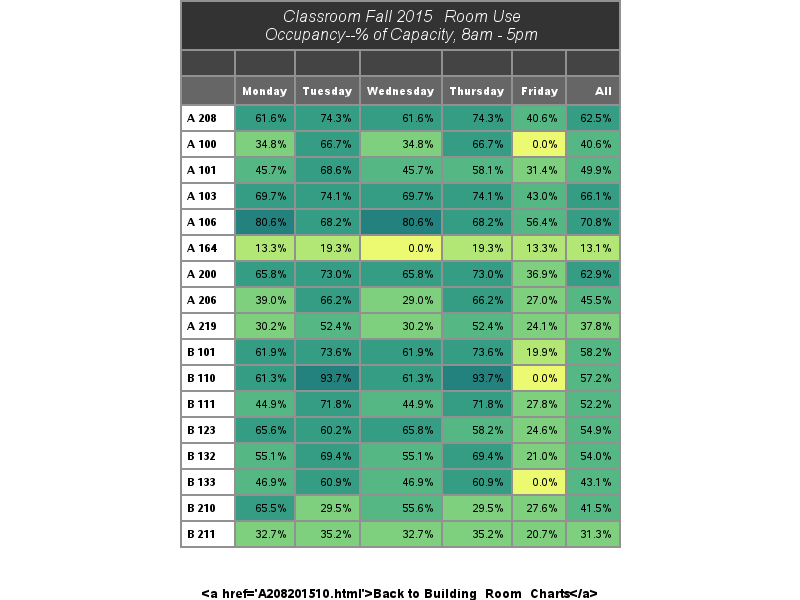 Classroom Fall 2015 Room Use
Occupancy--% of Capacity, 8am - 5pm
Monday Tuesday Wednesday Thursday Friday All
A 208 61.6% 74.3% 61.6% 74.3% 40.6% 62.5%
A 100 34.8% 66.7% 34.8% 66.7% 0.0% 40.6%
A 101 45.7% 68.6% 45.7% 58.1% 31.4% 49.9%
A 103 69.7% 74.1% 69.7% 74.1% 43.0% 66.1%
A 106 80.6% 68.2% 80.6% 68.2% 56.4% 70.8%
A 164 13.3% 19.3% 0.0% 19.3% 13.3% 13.1%
A 200 65.8% 73.0% 65.8% 73.0% 36.9% 62.9%
A 206 39.0% 66.2% 29.0% 66.2% 27.0% 45.5%
A 219 30.2% 52.4% 30.2% 52.4% 24.1% 37.8%
B 101 61.9% 73.6% 61.9% 73.6% 19.9% 58.2%
B 110 61.3% 93.7% 61.3% 93.7% 0.0% 57.2%
B 111 44.9% 71.8% 44.9% 71.8% 27.8% 52.2%
B 123 65.6% 60.2% 65.8% 58.2% 24.6% 54.9%
B 132 55.1% 69.4% 55.1% 69.4% 21.0% 54.0%
B 133 46.9% 60.9% 46.9% 60.9% 0.0% 43.1%
B 210 65.5% 29.5% 55.6% 29.5% 27.6% 41.5%
B 211 32.7% 35.2% 32.7% 35.2% 20.7% 31.3%
<a href='A208201510.html'>Back to Building Room Charts</a>